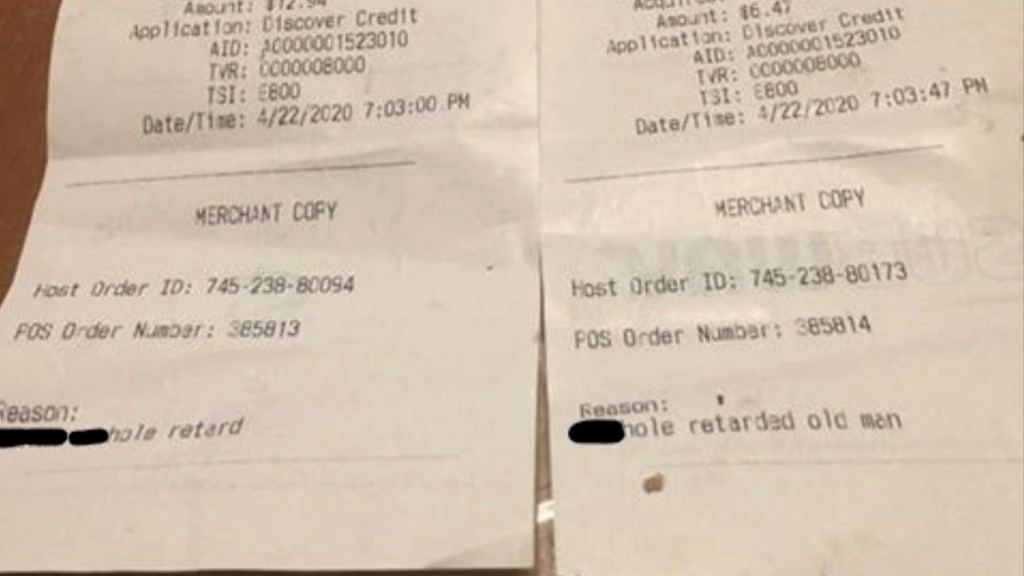 Amount: $12.94
Application: Discover Credit
AID: A0000001523010
TVR: 0000008000
TSI: E800
Date/Time: 4/22/2020 7:03:00 PM
MERCHANT COPY
Host Order ID: 745-238-80094
POS Order Number: 385813
Reason:
hole retard
Amount: $6.47
Application: Discover Credit
AID: A0000001523010
TVR: 0000008000
TSI: E800
Date/Time: 4/22/2020 7:03:47 PM
MERCHANT COPY
Host Order ID: 745-238-80173
POS Order Number: 385814
Reason:
hole retarded old man